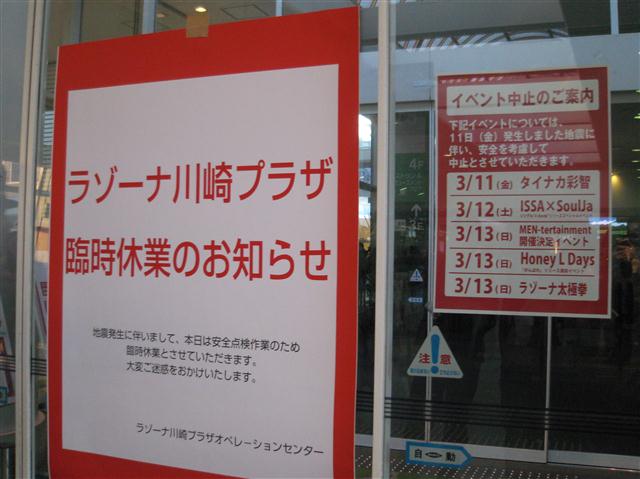 ラゾーナ川崎プラザ
臨時休業のお知らせ
地震発生に伴いまして、本日は安全点検作業のため
臨時休業とさせていただきます。
大変ご迷惑をおかけいたします。
ラゾーナ川崎プラザオペレーションセンター
イベント中止のご案内
下記イベントについては、
11日（金）発生しました地震に
伴い、安全を考慮して
中止とさせていただきます。
3/11(金) タイナカ彩智
3/12(土) ISSA×SoulJa
3/13(日) MEN-tertainment
開催決定イベント
3/13(日) Honey L Days
3/13(日) ラゾーナ太極拳
4F
注意
自動